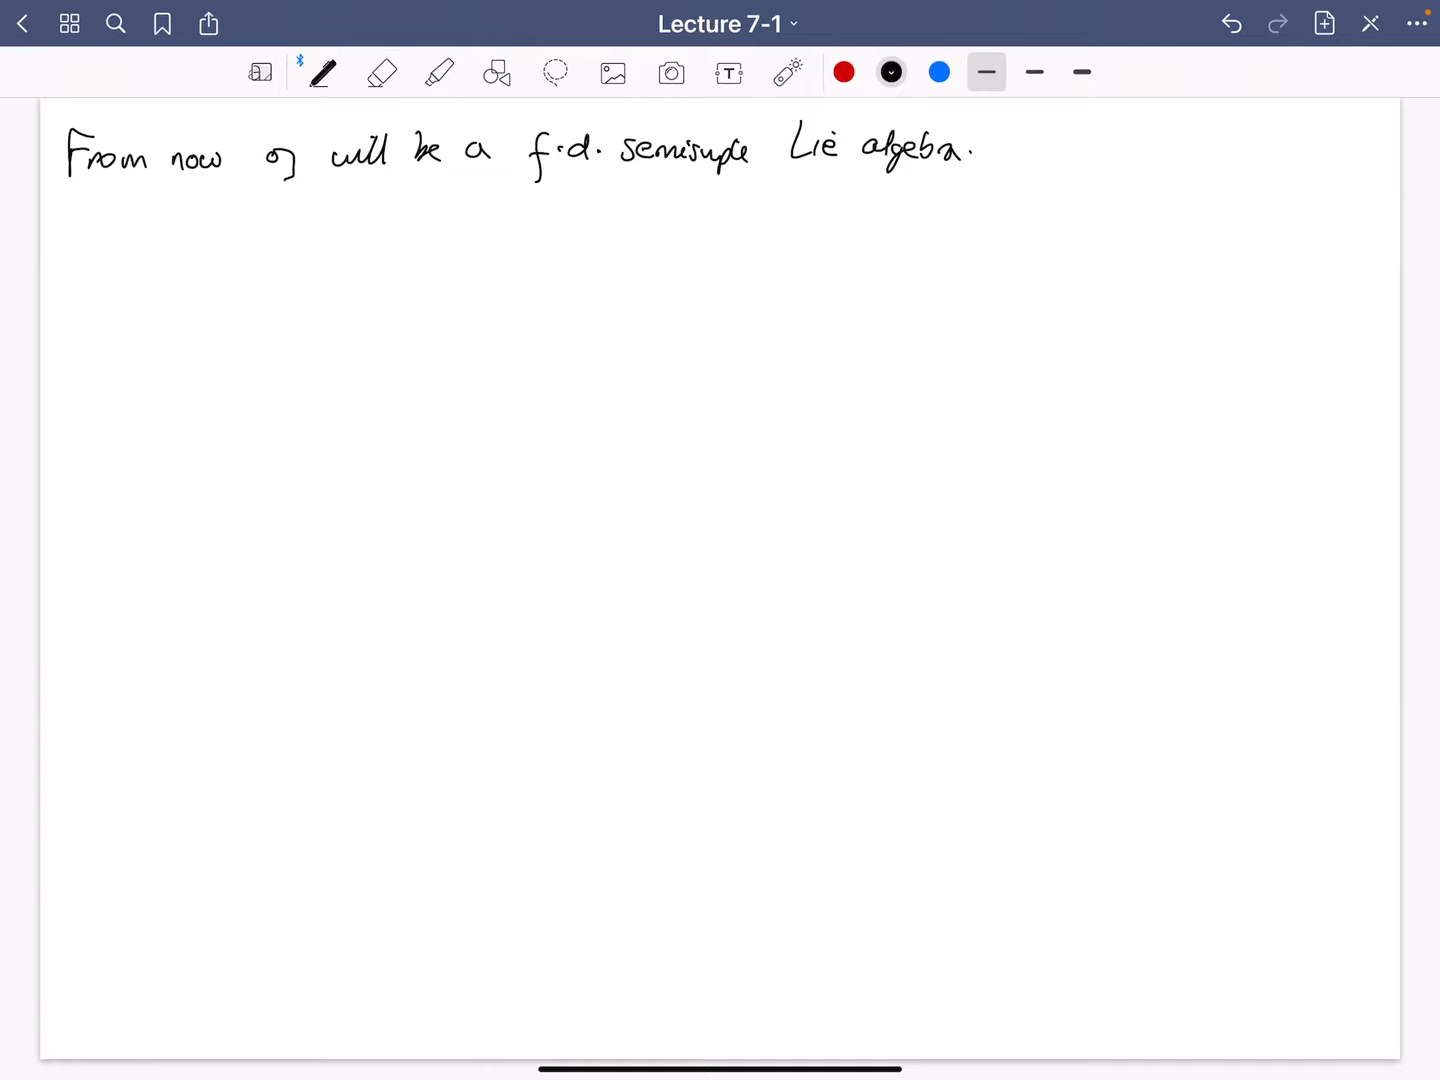 Lecture 7-1
T
From now 𝔤 will be a f.d. semisimple Lie algebra.